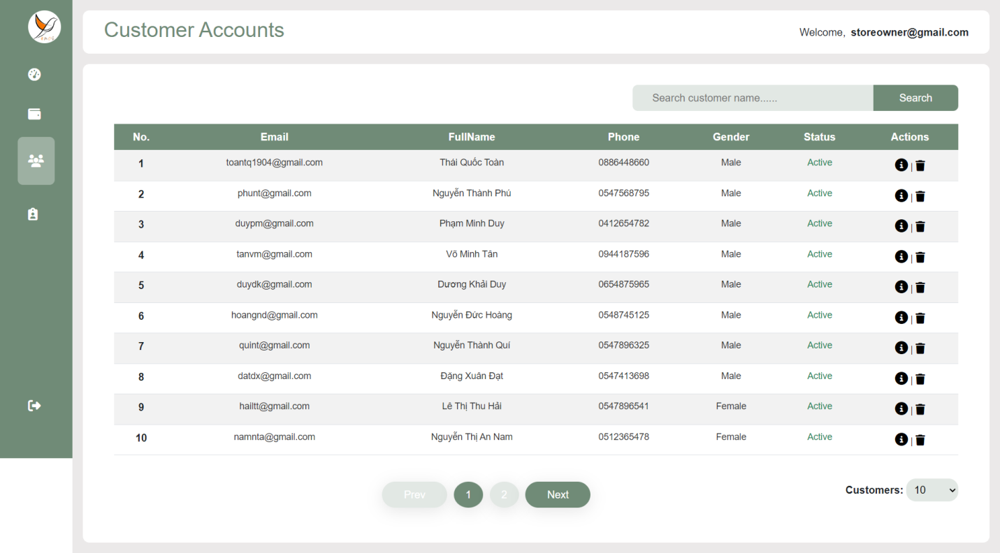 Customer Accounts
Welcome, storeowner@gmail.com
Search customer name...... Search
No. Email FullName Phone Gender Status Actions
1 toantq1904@gmail.com Thái Quốc Toàn 0886448660 Male Active |
2 phunt@gmail.com Nguyễn Thành Phú 0547568795 Male Active |
3 duypm@gmail.com Phạm Minh Duy 0412654782 Male Active |
4 tanvm@gmail.com Võ Minh Tân 0944187596 Male Active |
5 duydk@gmail.com Dương Khải Duy 0654875965 Male Active |
6 hoangnd@gmail.com Nguyễn Đức Hoàng 0548745125 Male Active |
7 quint@gmail.com Nguyễn Thành Quí 0547896325 Male Active |
8 datdx@gmail.com Đặng Xuân Đạt 0547413698 Male Active |
9 hailtt@gmail.com Lê Thị Thu Hải 0547896541 Female Active |
10 namnta@gmail.com Nguyễn Thị An Nam 0512365478 Female Active |
Prev 1 2 Next Customers: 10